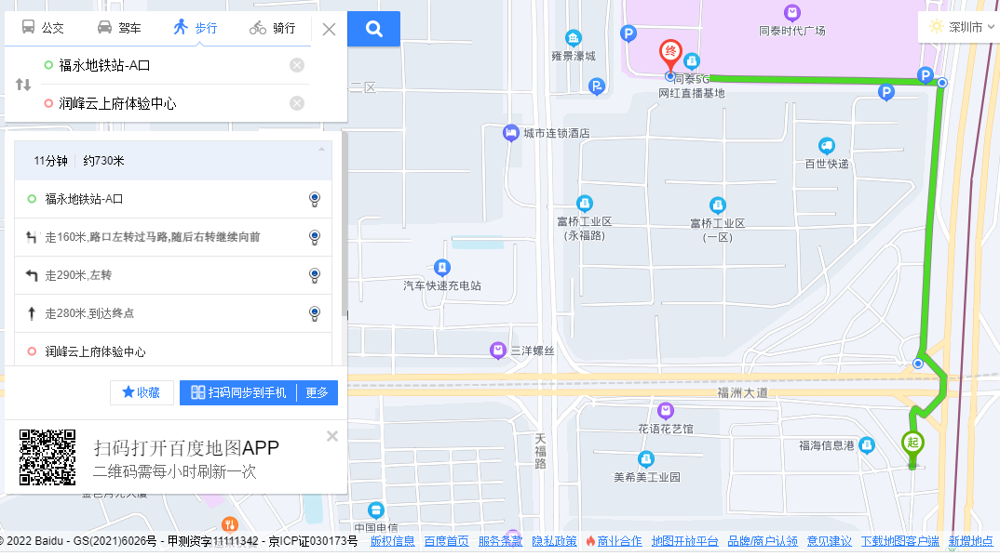 公交 驾车 步行 骑行
福永地铁站-A口
润峰云上府体验中心
11分钟 约730米
福永地铁站-A口
走160米,路口左转过马路,随后右转继续向前
走290米,左转
走280米,到达终点
润峰云上府体验中心
收藏 扫码同步到手机 更多
扫码打开百度地图APP
二维码需每小时刷新一次
深圳市
同泰时代广场
雍景濠城
P
P
P
P
终
同泰5G
网红直播基地
二区
城市连锁酒店
百世快递
富桥工业区
(永福路)
富桥工业区
(一区)
汽车快速充电站
三洋螺丝
福洲大道
花语花艺馆
天福路
福海信息港
起
美希美工业园
中国电信
© 2022 Baidu - GS(2021)6026号 - 甲测资字11111342 - 京ICP证030173号 版权信息 百度首页 服务条款 隐私政策 商业合作 地图开放平台 品牌/商户认领 意见建议 下载地图客户端 新增地点